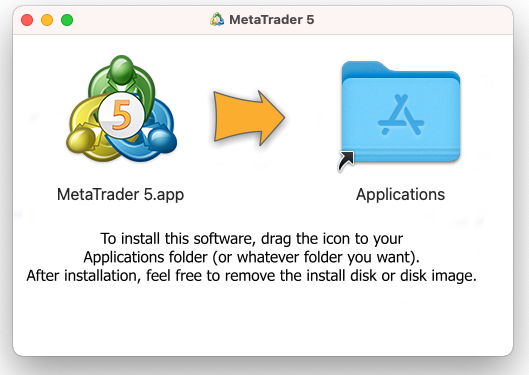 MetaTrader 5
5
MetaTrader 5.app
Applications
To install this software, drag the icon to your
Applications folder (or whatever folder you want).
After installation, feel free to remove the install disk or disk image.